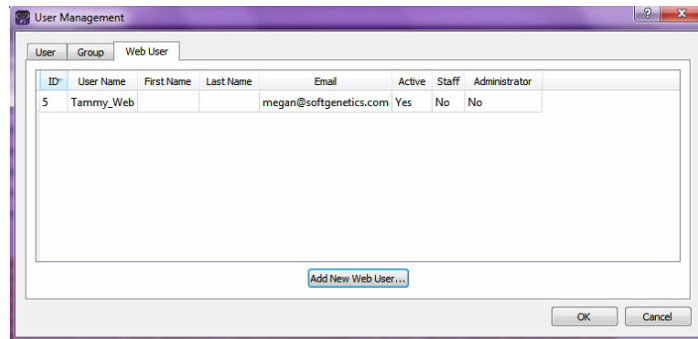 User Management
User Group Web User
ID User Name First Name Last Name Email Active Staff Administrator
5 Tammy_Web megan@softgenetics.com Yes No No
Add New Web User...
OK Cancel